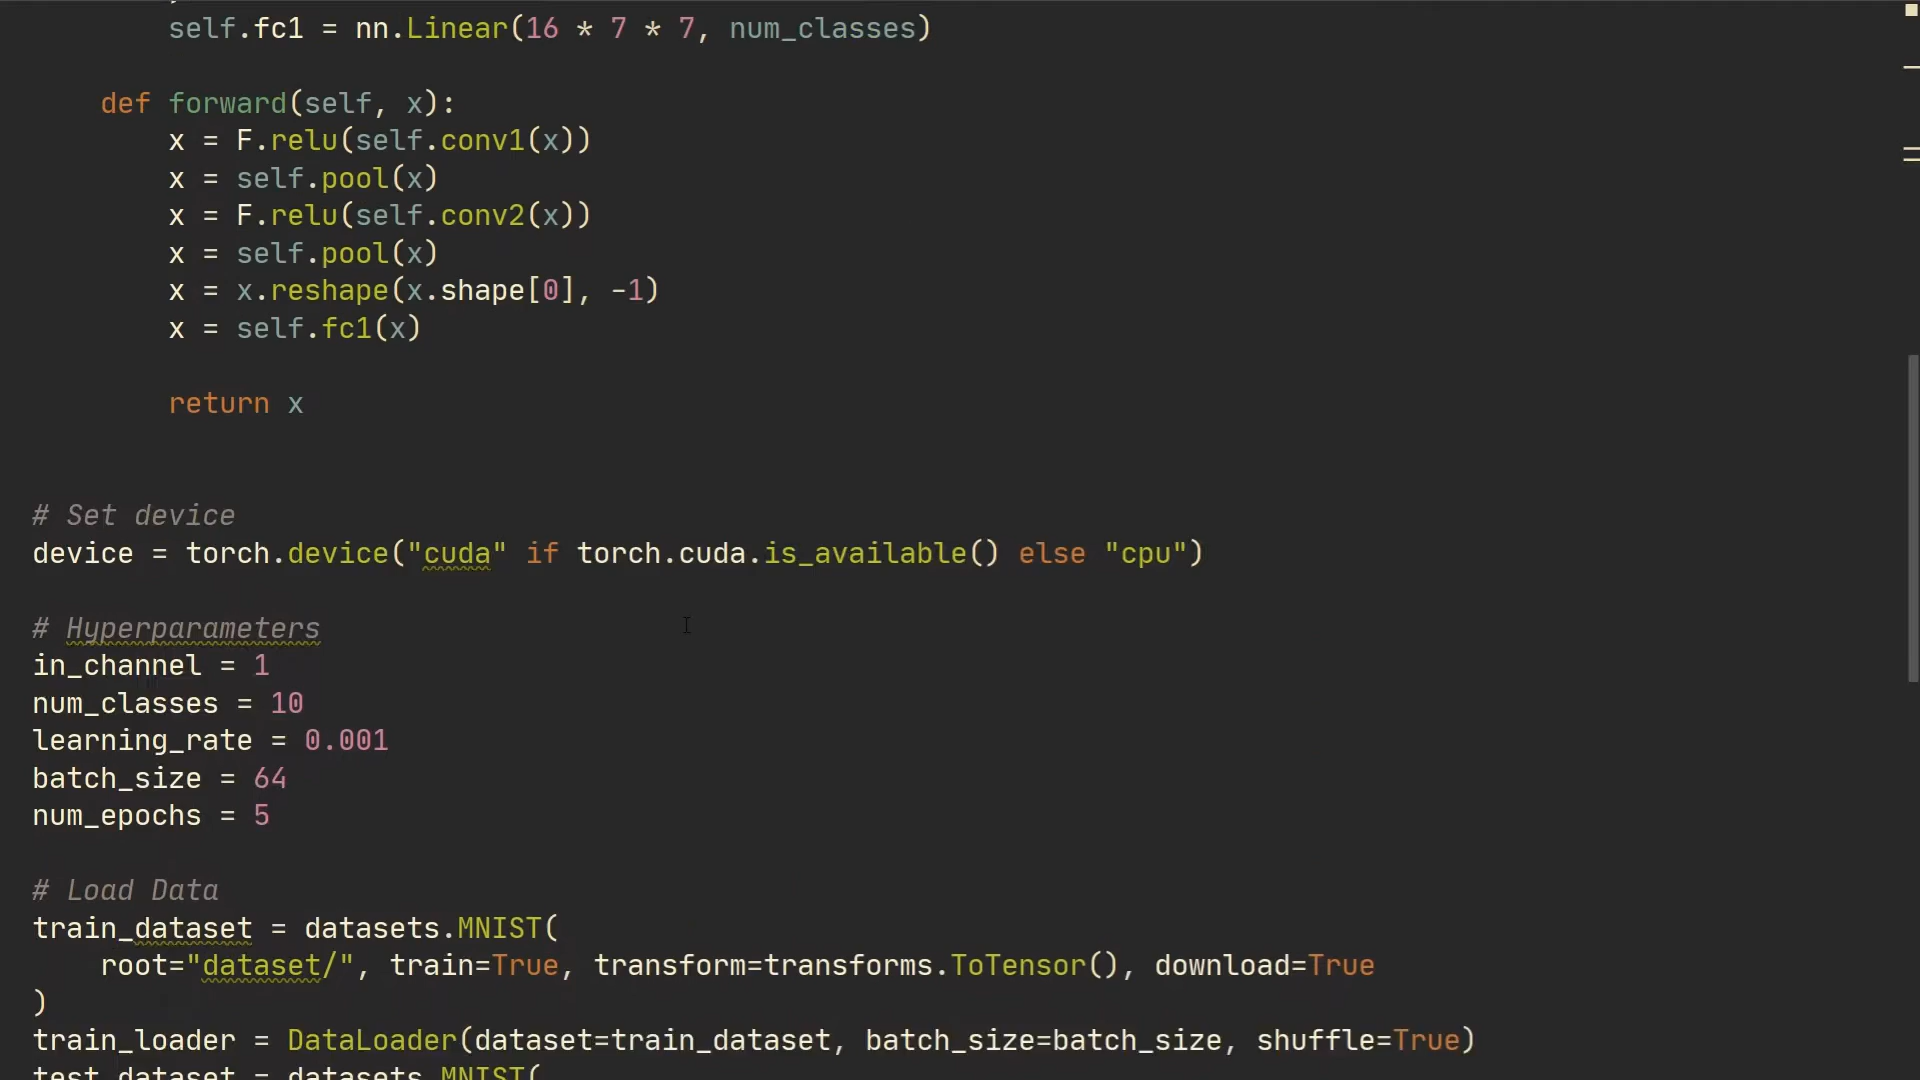 self.fc1 = nn.Linear(16 * 7 * 7, num_classes)
def forward(self, x):
x = F.relu(self.conv1(x))
x = self.pool(x)
x = F.relu(self.conv2(x))
x = self.pool(x)
x = x.reshape(x.shape[0], -1)
x = self.fc1(x)
return x
# Set device
device = torch.device("cuda" if torch.cuda.is_available() else "cpu")
# Hyperparameters
in_channel = 1
num_classes = 10
learning_rate = 0.001
batch_size = 64
num_epochs = 5
# Load Data
train_dataset = datasets.MNIST(
root="dataset/", train=True, transform=transforms.ToTensor(), download=True
)
train_loader = DataLoader(dataset=train_dataset, batch_size=batch_size, shuffle=True)
test_dataset = datasets.MNIST(